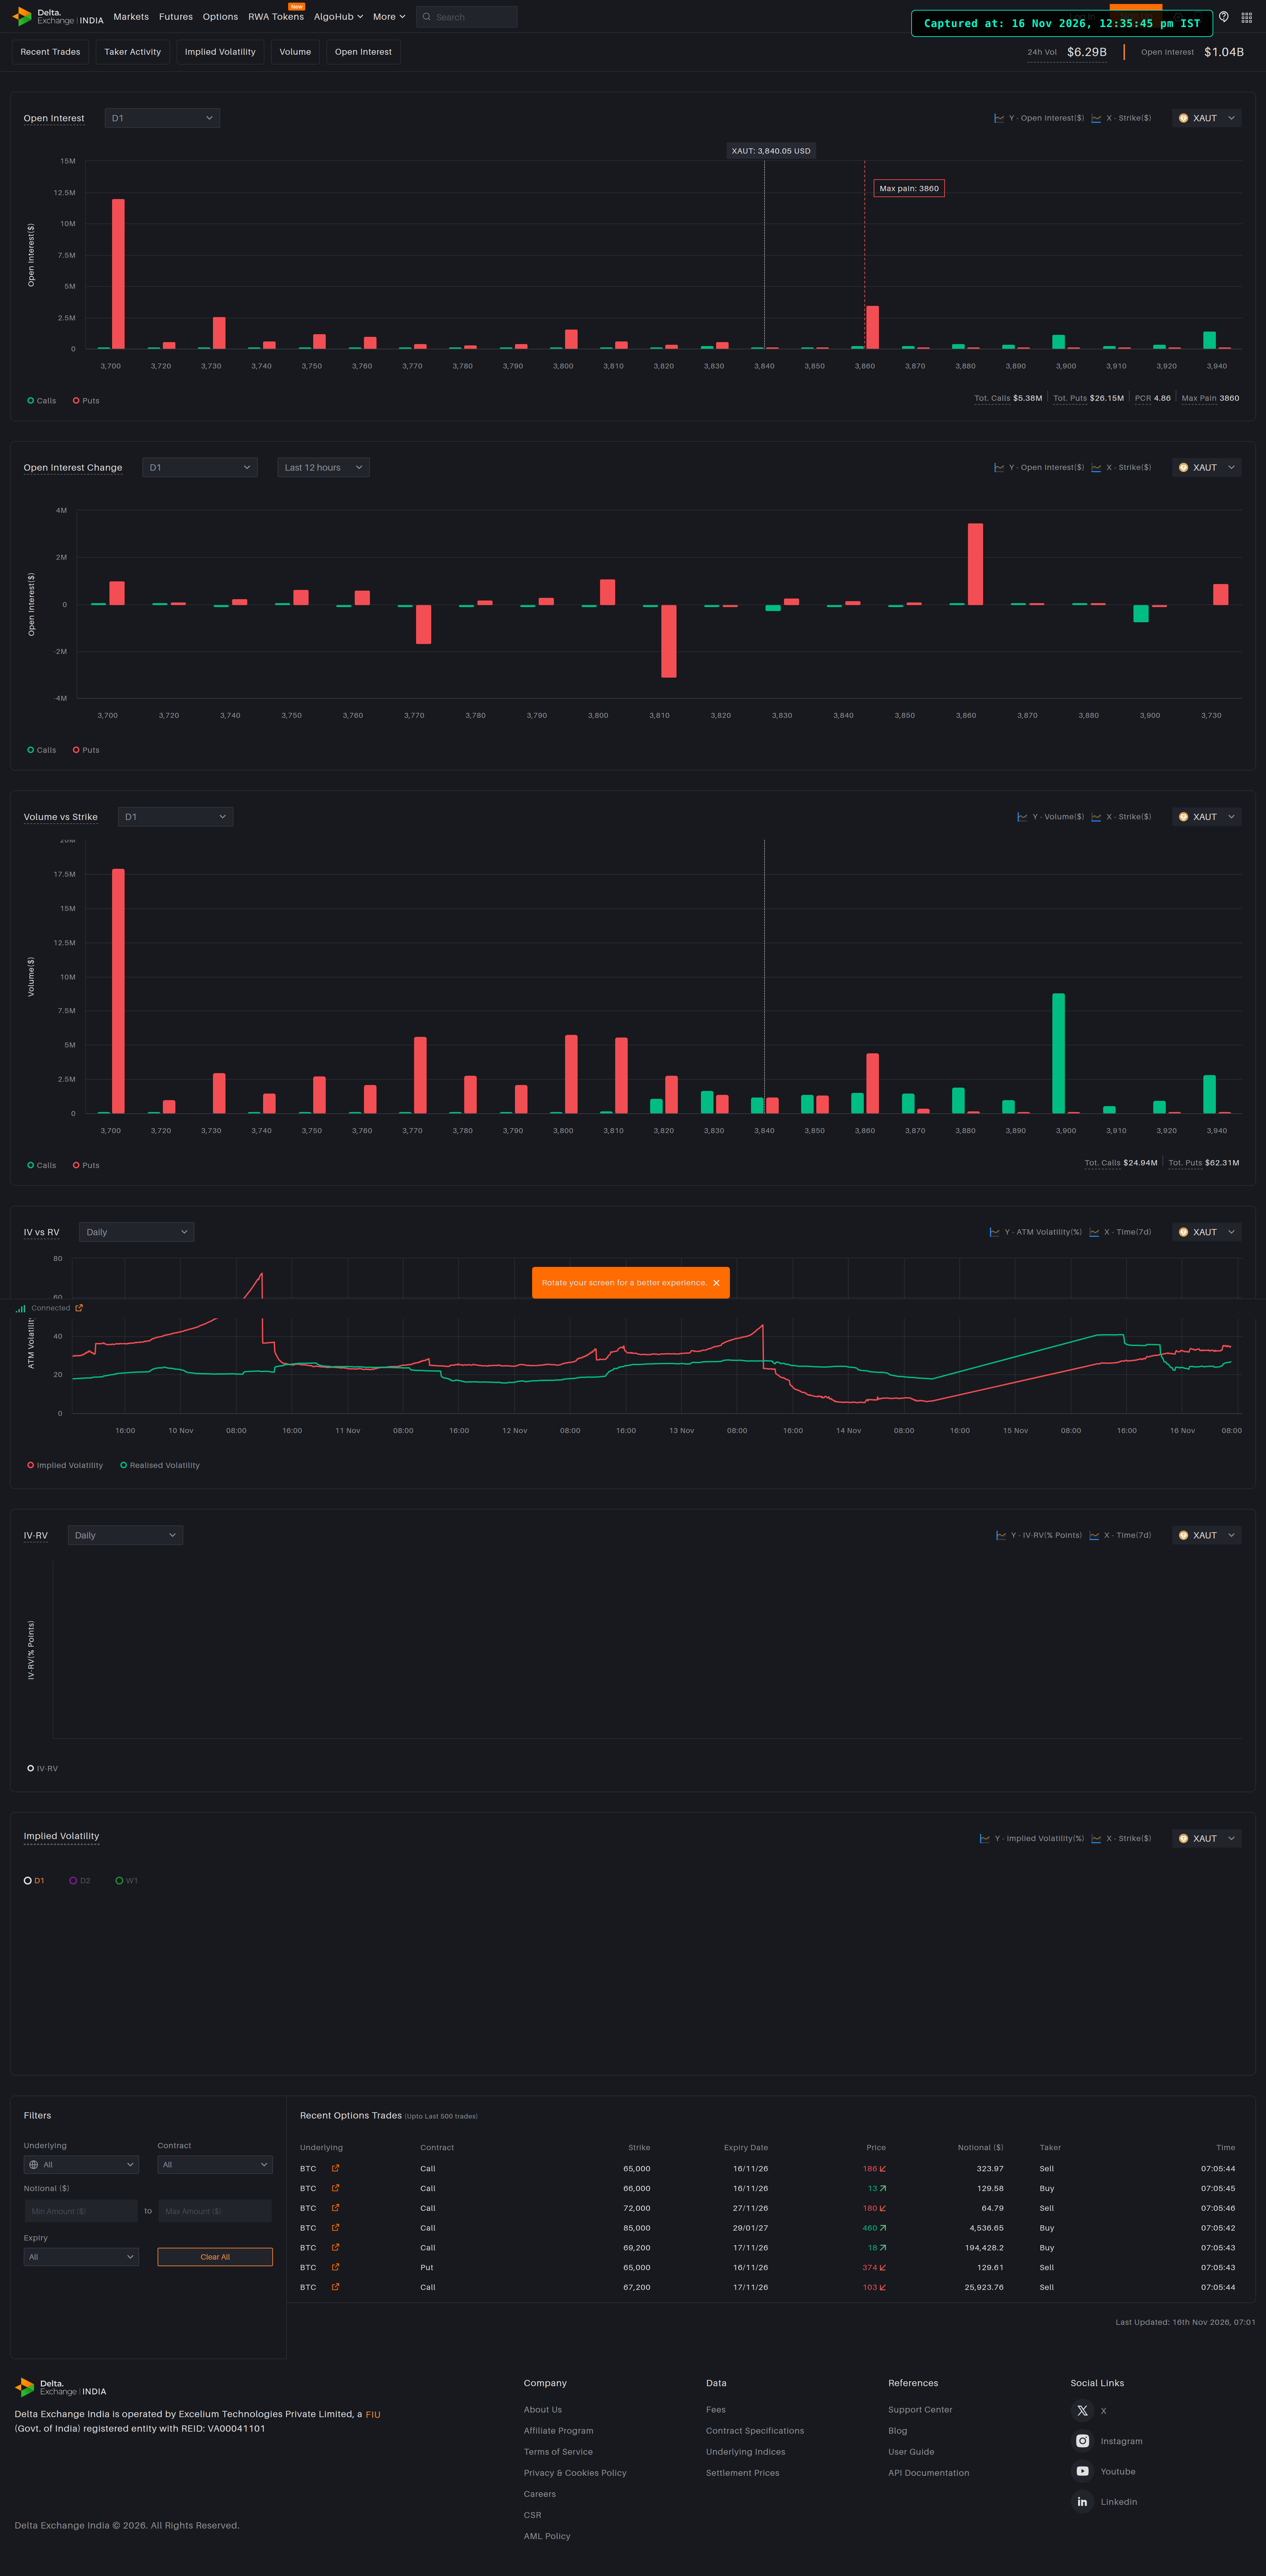 Delta. Exchange | INDIA Markets Futures Options RWA Tokens New AlgoHub More Search
Captured at: 16 Nov 2026, 12:35:45 pm IST
Recent Trades Taker Activity Implied Volatility Volume Open Interest 24h Vol $6.29B Open Interest $1.04B
Open Interest D1 Y - Open Interest($) X - Strike($) XAUT
XAUT: 3,840.05 USD
Max pain: 3860
Open Interest($)
15M
12.5M
10M
7.5M
5M
2.5M
0
3,700 3,720 3,730 3,740 3,750 3,760 3,770 3,780 3,790 3,800 3,810 3,820 3,830 3,840 3,850 3,860 3,870 3,880 3,890 3,900 3,910 3,920 3,940
Calls Puts Tot. Calls $5.38M Tot. Puts $26.15M PCR 4.86 Max Pain 3860
Open Interest Change D1 Last 12 hours Y - Open Interest($) X - Strike($) XAUT
Open Interest($)
4M
2M
0
-2M
-4M
3,700 3,720 3,740 3,750 3,760 3,770 3,780 3,790 3,800 3,810 3,820 3,830 3,840 3,850 3,860 3,870 3,880 3,900 3,730
Calls Puts
Volume vs Strike D1 Y - Volume($) X - Strike($) XAUT
Volume($)
20M
17.5M
15M
12.5M
10M
7.5M
5M
2.5M
0
3,700 3,720 3,730 3,740 3,750 3,760 3,770 3,780 3,790 3,800 3,810 3,820 3,830 3,840 3,850 3,860 3,870 3,880 3,890 3,900 3,910 3,920 3,940
Calls Puts Tot. Calls $24.94M Tot. Puts $62.31M
IV vs RV Daily Y - ATM Volatility(%) X - Time(7d) XAUT
80
Rotate your screen for a better experience.
60
Connected
ATM Volatility
40
20
0
16:00 10 Nov 08:00 16:00 11 Nov 08:00 16:00 12 Nov 08:00 16:00 13 Nov 08:00 16:00 14 Nov 08:00 16:00 15 Nov 08:00 16:00 16 Nov 08:00
Implied Volatility Realised Volatility
IV-RV Daily Y - IV-RV(% Points) X - Time(7d) XAUT
IV-RV(% Points)
IV-RV
Implied Volatility Y - Implied Volatility(%) X - Strike($) XAUT
D1 D2 W1
Filters
Underlying Contract
All All
Notional ($)
Min Amount ($) to Max Amount ($)
Expiry
All Clear All
Recent Options Trades (Upto Last 500 trades)
Underlying Contract Strike Expiry Date Price Notional ($) Taker Time
BTC Call 65,000 16/11/26 186 323.97 Sell 07:05:44
BTC Call 66,000 16/11/26 13 129.58 Buy 07:05:45
BTC Call 72,000 27/11/26 180 64.79 Sell 07:05:46
BTC Call 85,000 29/01/27 460 4,536.65 Buy 07:05:42
BTC Call 69,200 17/11/26 18 194,428.2 Buy 07:05:43
BTC Put 65,000 16/11/26 374 129.61 Sell 07:05:43
BTC Call 67,200 17/11/26 103 25,923.76 Sell 07:05:44
Last Updated: 16th Nov 2026, 07:01
Delta. Exchange | INDIA
Delta Exchange India is operated by Excelium Technologies Private Limited, a FIU
(Govt. of India) registered entity with REID: VA00041101
Delta Exchange India © 2026. All Rights Reserved.
Company
About Us
Affiliate Program
Terms of Service
Privacy & Cookies Policy
Careers
CSR
AML Policy
Data
Fees
Contract Specifications
Underlying Indices
Settlement Prices
References
Support Center
Blog
User Guide
API Documentation
Social Links
X
Instagram
Youtube
Linkedin